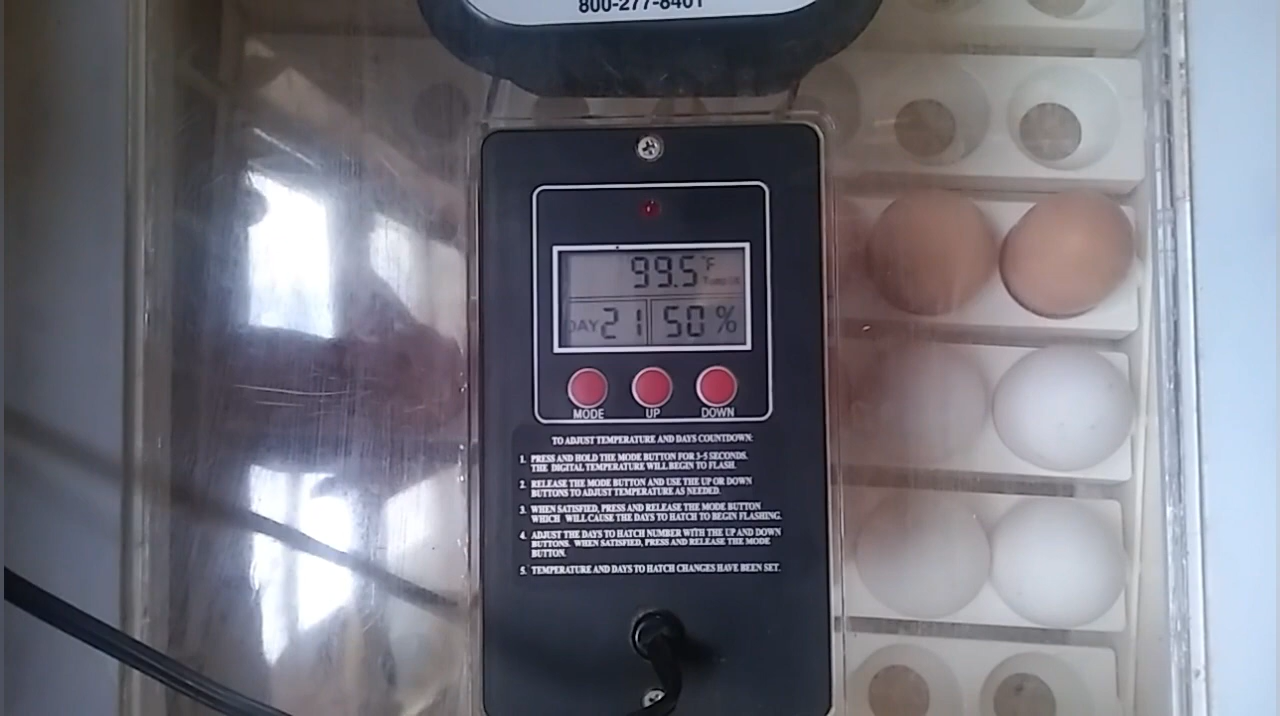 800-277-8401
99.5°F
DAY 21 50 %
MODE UP DOWN
TO ADJUST TEMPERATURE AND DAYS COUNTDOWN:
1. PRESS AND HOLD THE MODE BUTTON FOR 3-5 SECONDS.
THE DIGITAL TEMPERATURE WILL BEGIN TO FLASH.
2. RELEASE THE MODE BUTTON AND USE THE UP OR DOWN
BUTTONS TO ADJUST TEMPERATURE AS NEEDED.
3. WHEN SATISFIED, PRESS AND RELEASE THE MODE BUTTON
WHICH WILL CAUSE THE DAYS TO HATCH TO BEGIN FLASHING.
4. ADJUST THE DAYS TO HATCH NUMBER WITH THE UP AND DOWN
BUTTONS. WHEN SATISFIED, PRESS AND RELEASE THE MODE
BUTTON.
5. TEMPERATURE AND DAYS TO HATCH CHANGES HAVE BEEN SET.